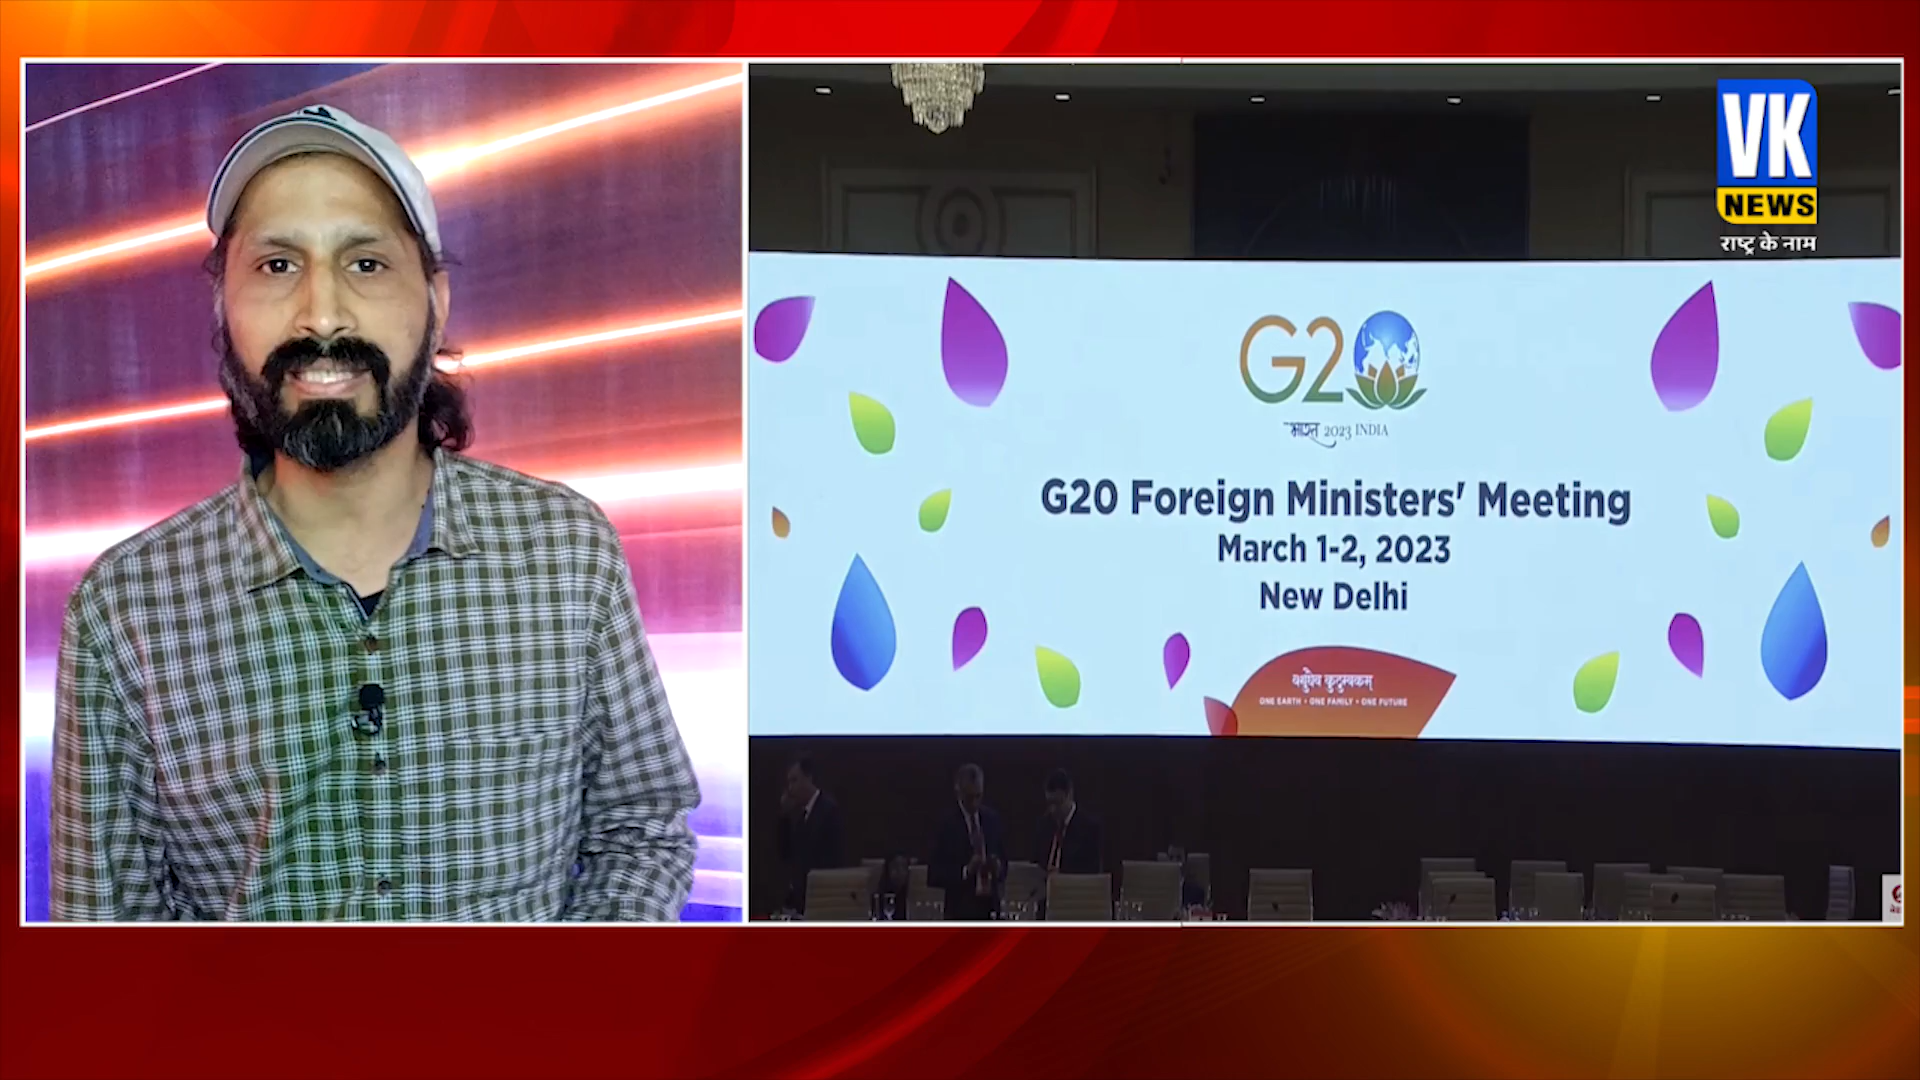 VK
NEWS
राष्ट्र के नाम
G20
भारत 2023 INDIA
G20 Foreign Ministers' Meeting
March 1-2, 2023
New Delhi
वसुधैव कुटुम्बकम्
ONE EARTH • ONE FAMILY • ONE FUTURE